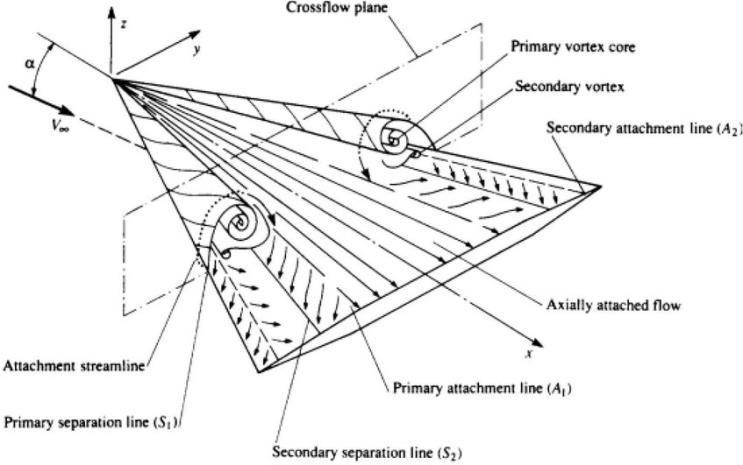 Crossflow plane
z
y
Primary vortex core
α
Secondary vortex
V∞
Secondary attachment line (A2)
Axially attached flow
x
Attachment streamline
Primary attachment line (A1)
Primary separation line (S1)
Secondary separation line (S2)